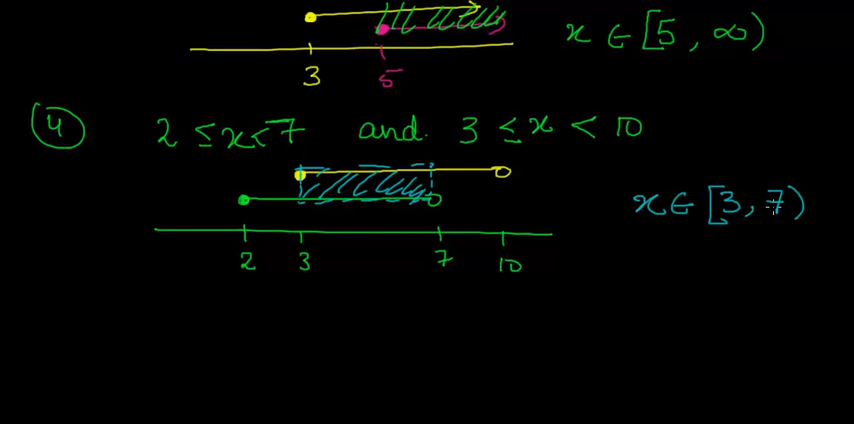 x ∈ [5, ∞)
3 5
4 2 ≤ x < 7 and. 3 ≤ x < 10
x ∈ [3, 7)
2 3 7 10